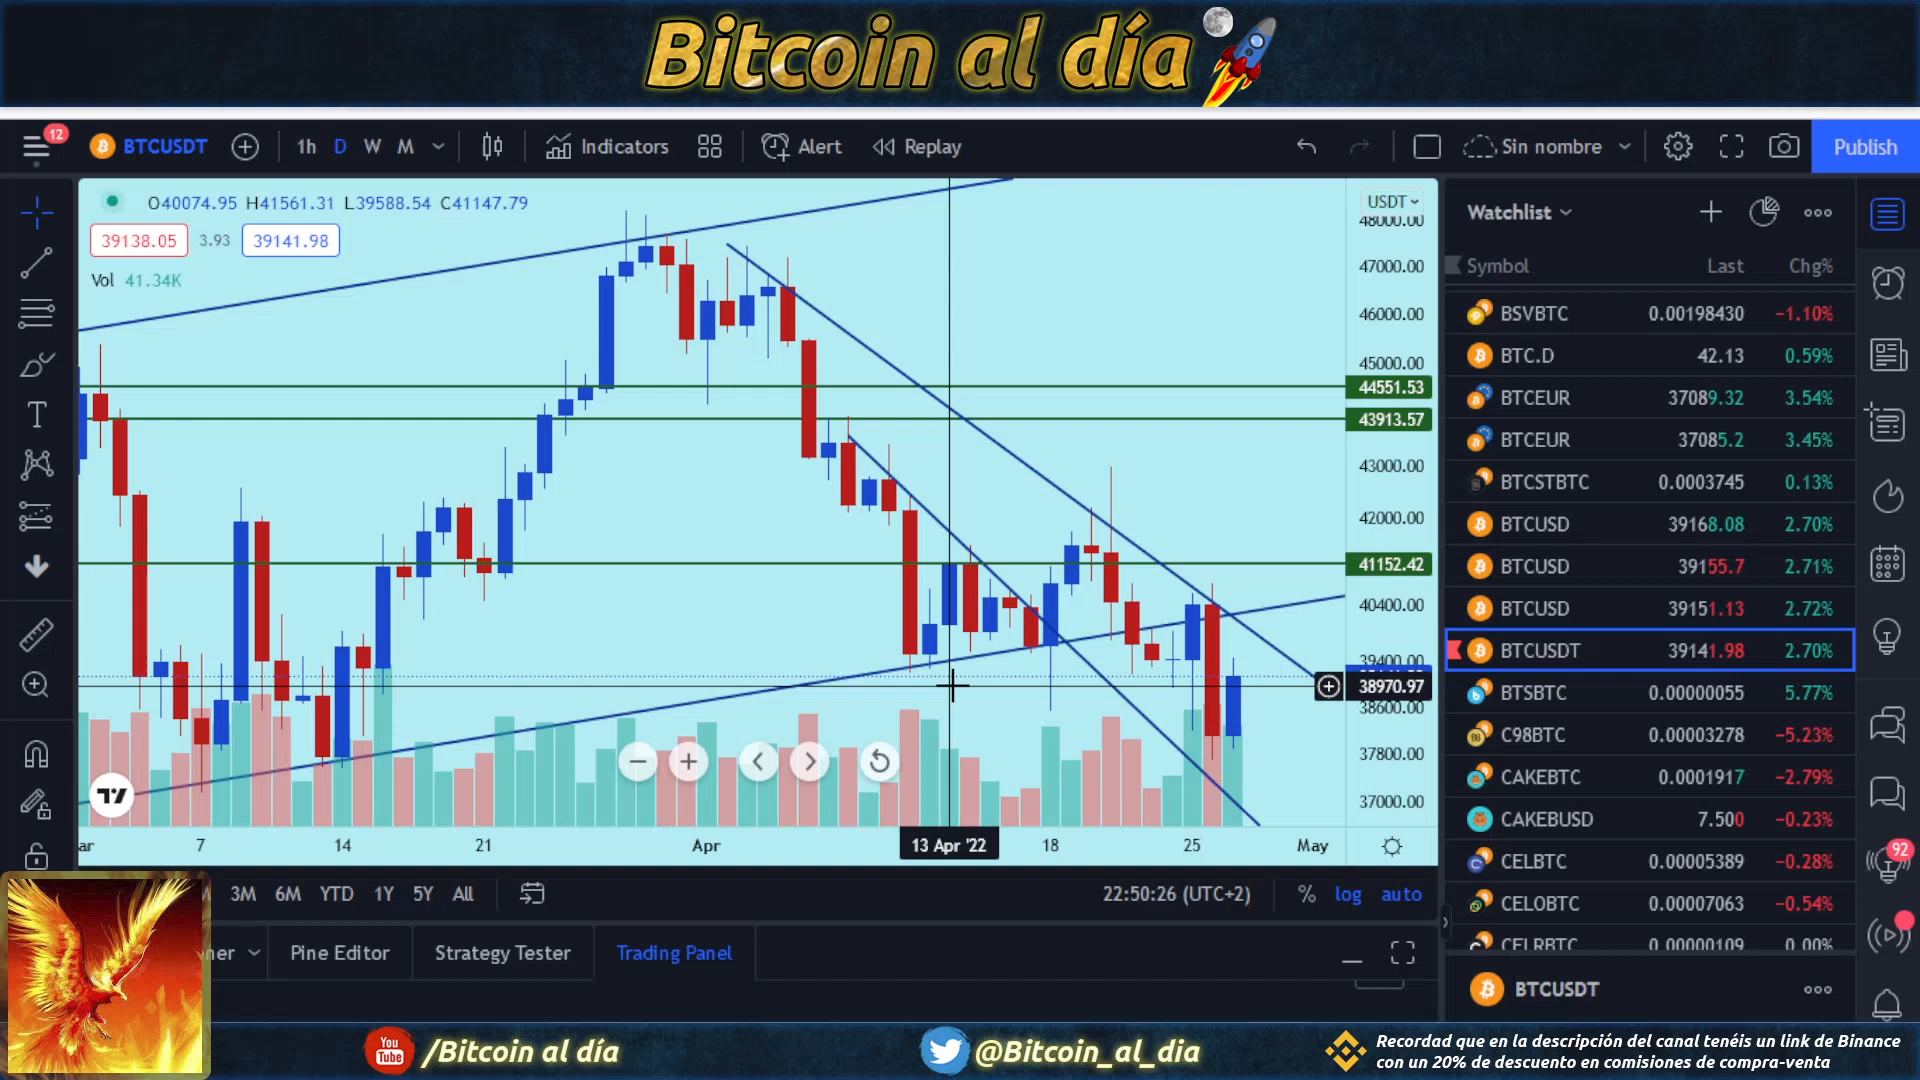 Bitcoin al día
12
BTCUSDT
1h D W M
Indicators
Alert
Replay
Sin nombre
Publish
O40074.95 H41561.31 L39588.54 C41147.79
39138.05 3.93 39141.98
Vol 41.34K
USDT
48000.00
47000.00
46000.00
45000.00
44551.53
43913.57
43000.00
42000.00
41152.42
40400.00
39400.00
38970.97
38600.00
37800.00
37000.00
ar 7 14 21 Apr 13 Apr '22 18 25 May
3M 6M YTD 1Y 5Y All
22:50:26 (UTC+2)
% log auto
ner
Pine Editor
Strategy Tester
Trading Panel
Watchlist
Symbol Last Chg%
BSVBTC 0.00198430 −1.10%
BTC.D 42.13 0.59%
BTCEUR 37089.32 3.54%
BTCEUR 37085.2 3.45%
BTCSTBTC 0.0003745 0.13%
BTCUSD 39168.08 2.70%
BTCUSD 39155.7 2.71%
BTCUSD 39151.13 2.72%
BTCUSDT 39141.98 2.70%
BTSBTC 0.00000055 5.77%
C98BTC 0.00003278 −5.23%
CAKEBTC 0.0001917 −2.79%
CAKEBUSD 7.500 −0.23%
CELBTC 0.00005389 −0.28%
CELOBTC 0.00007063 −0.54%
CELRBTC 0.00000109 0.00%
BTCUSDT
92
You Tube
/Bitcoin al día
@Bitcoin_al_dia
Recordad que en la descripción del canal tenéis un link de Binance
con un 20% de descuento en comisiones de compra-venta